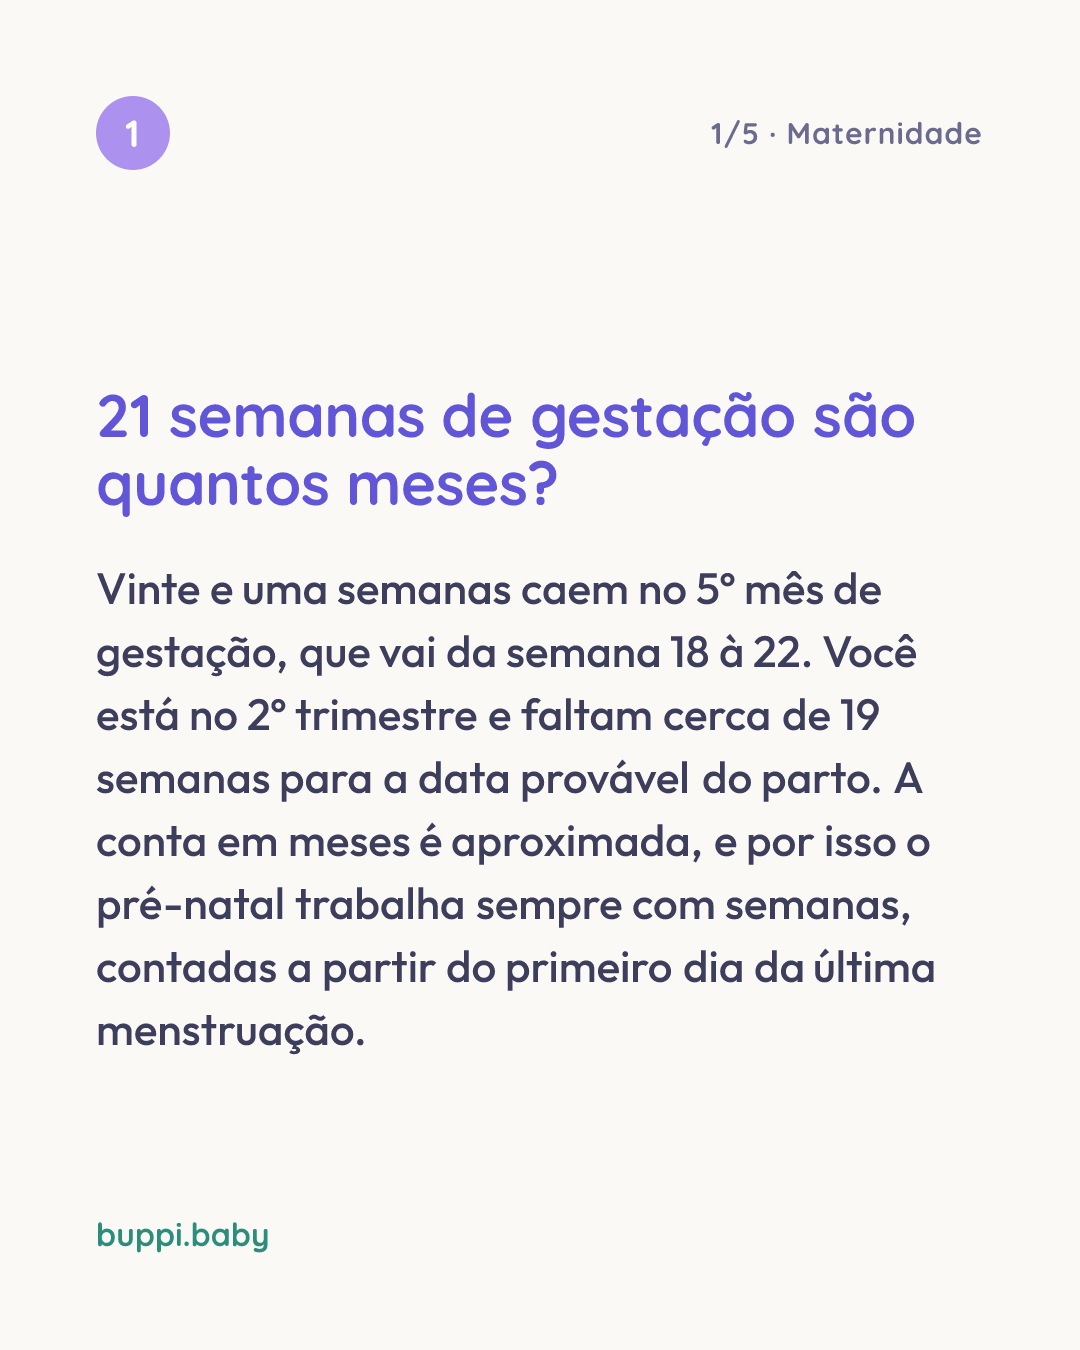 1
1/5 · Maternidade
21 semanas de gestação são
quantos meses?
Vinte e uma semanas caem no 5º mês de
gestação, que vai da semana 18 à 22. Você
está no 2º trimestre e faltam cerca de 19
semanas para a data provável do parto. A
conta em meses é aproximada, e por isso o
pré-natal trabalha sempre com semanas,
contadas a partir do primeiro dia da última
menstruação.
buppi.baby